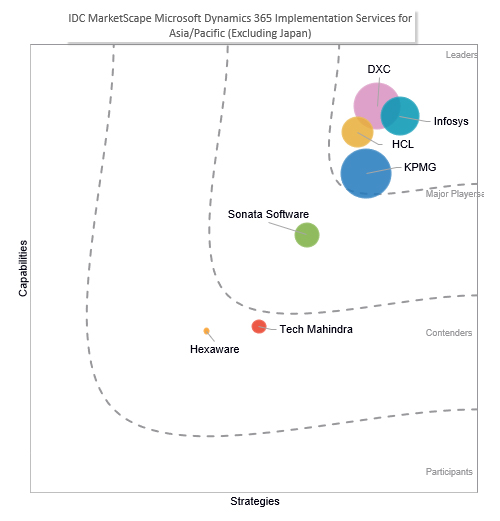 IDC MarketScape Microsoft Dynamics 365 Implementation Services for
Asia/Pacific (Excluding Japan)
Leaders
DXC
Infosys
HCL
KPMG
Major Players
Sonata Software
Capabilities
Tech Mahindra
Contenders
Hexaware
Participants
Strategies